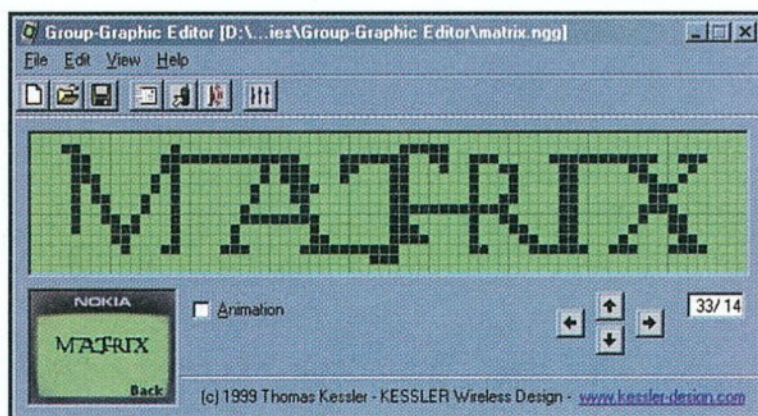 Group-Graphic Editor [D:\...ies\Group-Graphic Editor\matrix.ngg]
File Edit View Help
MATRIX
NOKIA
MATRIX
Back
Animation
33/14
(c) 1999 Thomas Kessler - KESSLER Wireless Design - www.kessler-design.com